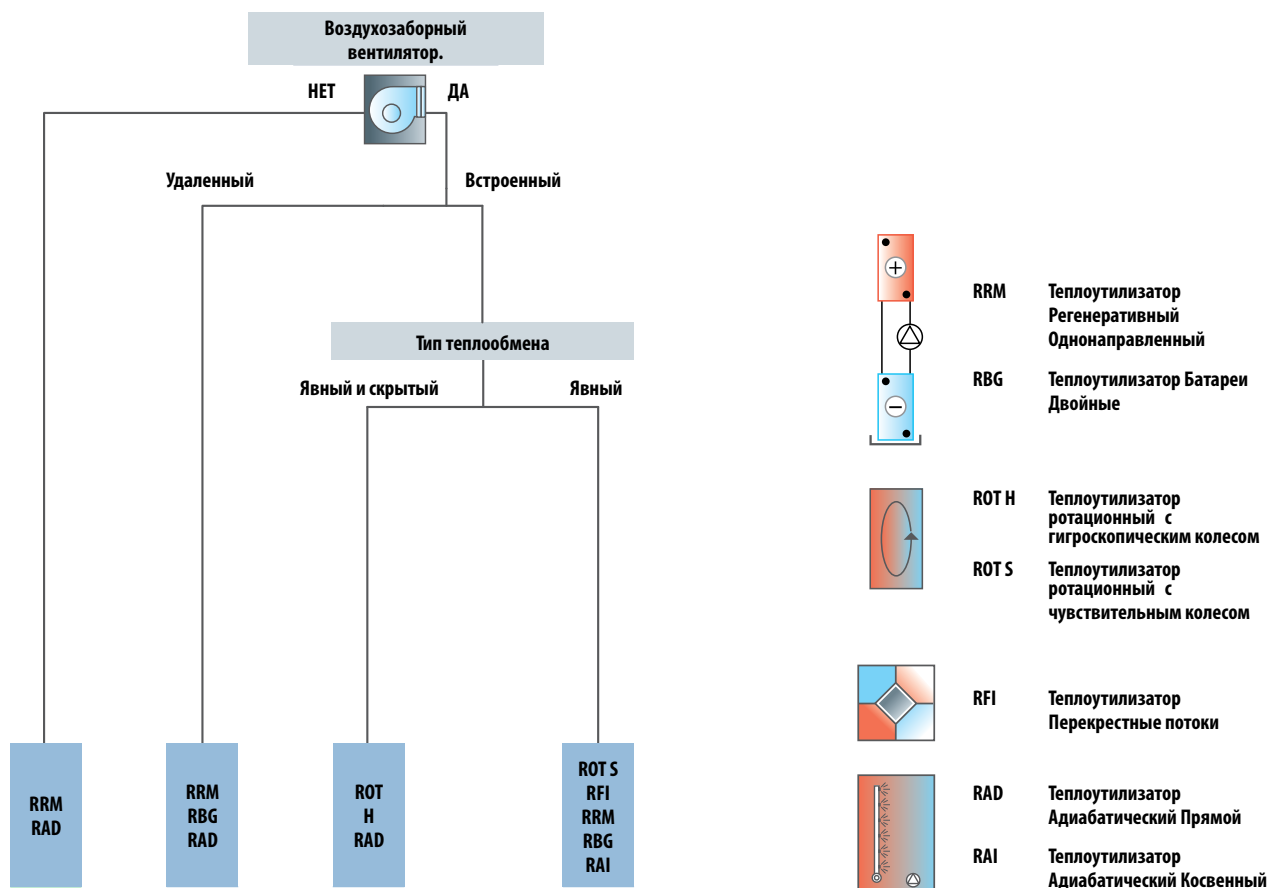 Воздухозаборный
вентилятор.
НЕТ
ДА
Удаленный
Встроенный
Тип теплообмена
Явный и скрытый
Явный
RRM
RAD
RRM
RBG
RAD
ROT
H
RAD
ROT S
RFI
RRM
RBG
RAI
RRM Теплоутилизатор
Регенеративный
Однонаправленный
RBG Теплоутилизатор Батареи
Двойные
ROT H Теплоутилизатор
ротационный с
гигроскопическим колесом
ROT S Теплоутилизатор
ротационный с
чувствительным колесом
RFI Теплоутилизатор
Перекрестные потоки
RAD Теплоутилизатор
Адиабатический Прямой
RAI Теплоутилизатор
Адиабатический Косвенный